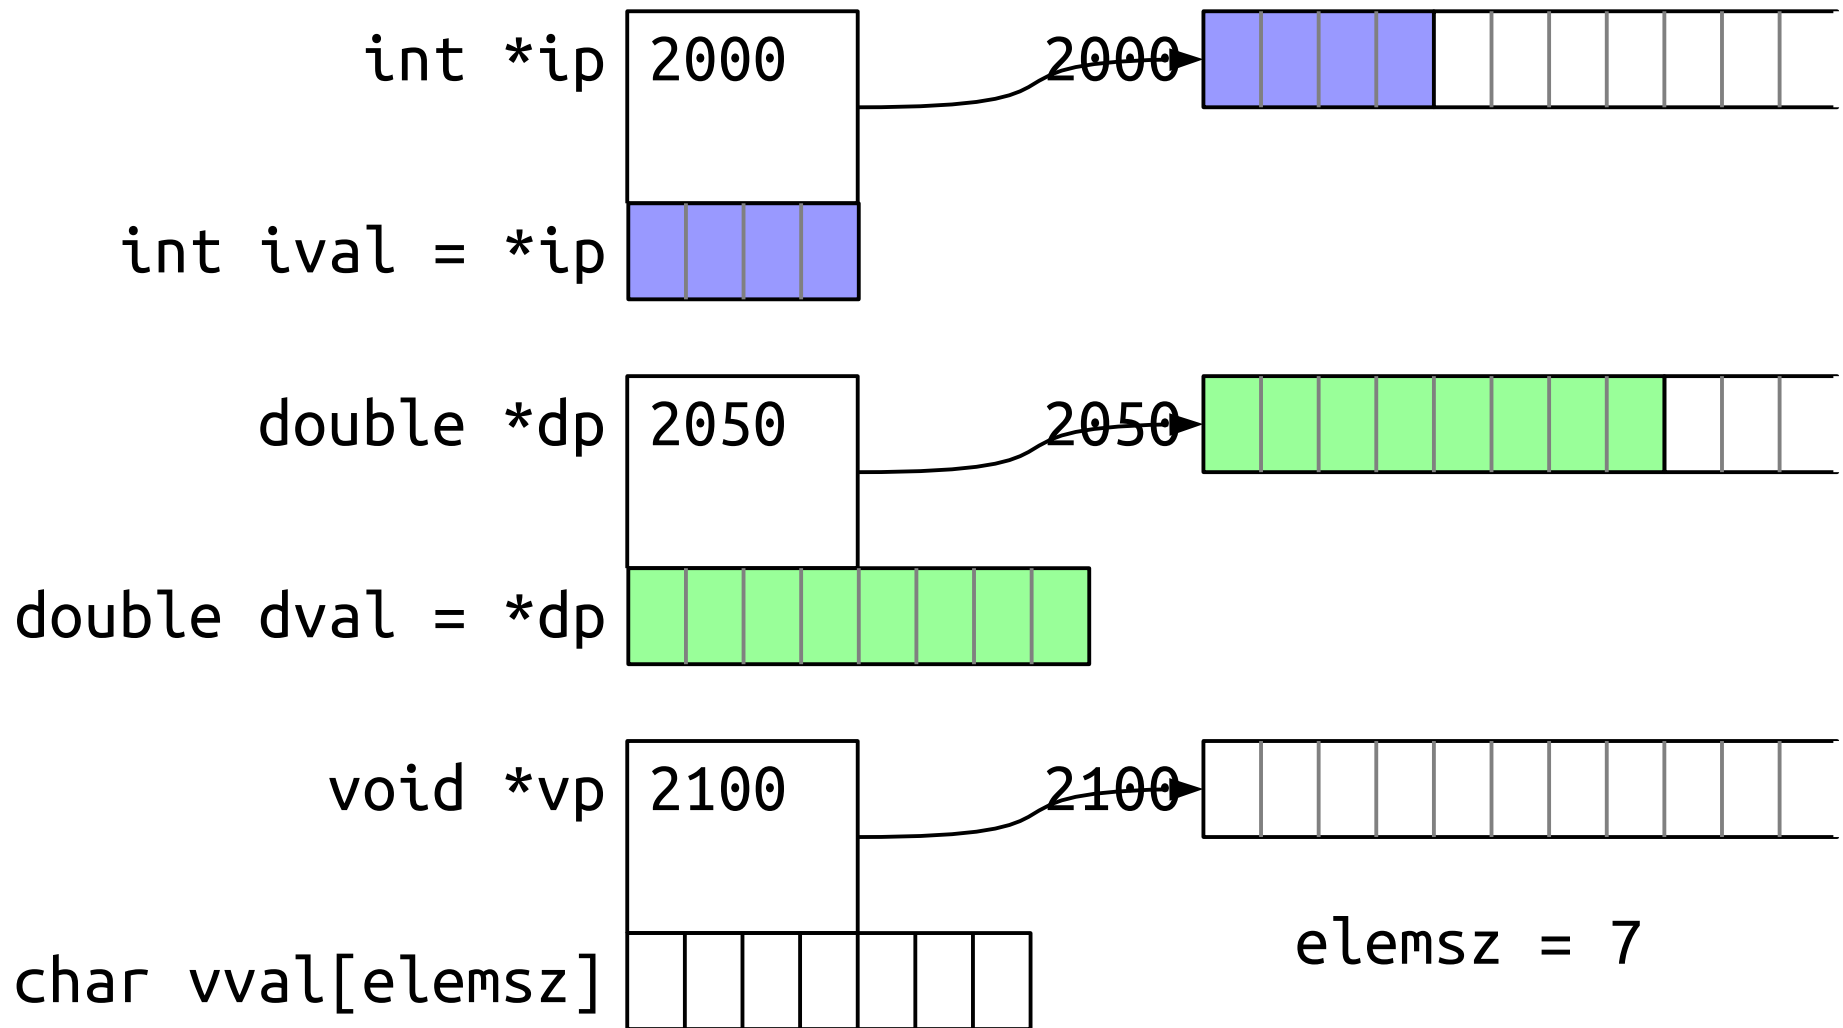 int *ip 2000 2000
int ival = *ip
double *dp 2050 2050
double dval = *dp
void *vp 2100 2100
elemsz = 7
char vval[elemsz]